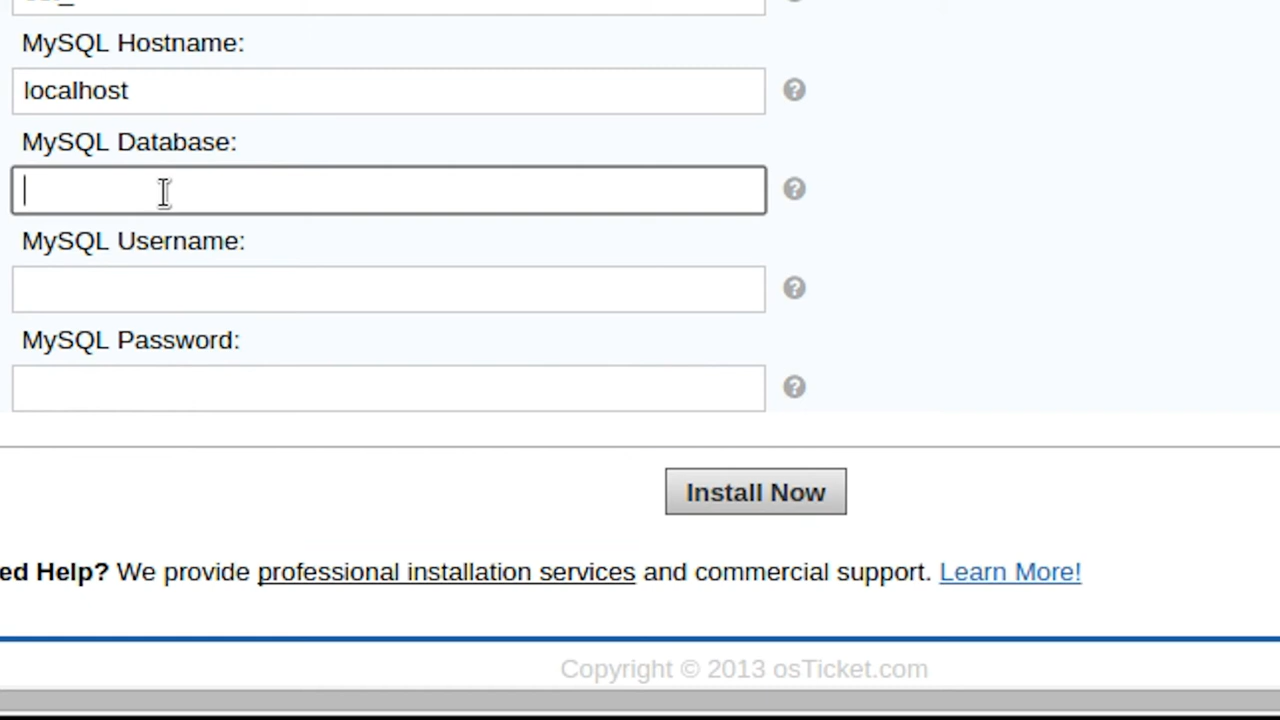 MySQL Hostname:
localhost
MySQL Database:
MySQL Username:
MySQL Password:
Install Now
ed Help? We provide professional installation services and commercial support. Learn More!
Copyright © 2013 osTicket.com